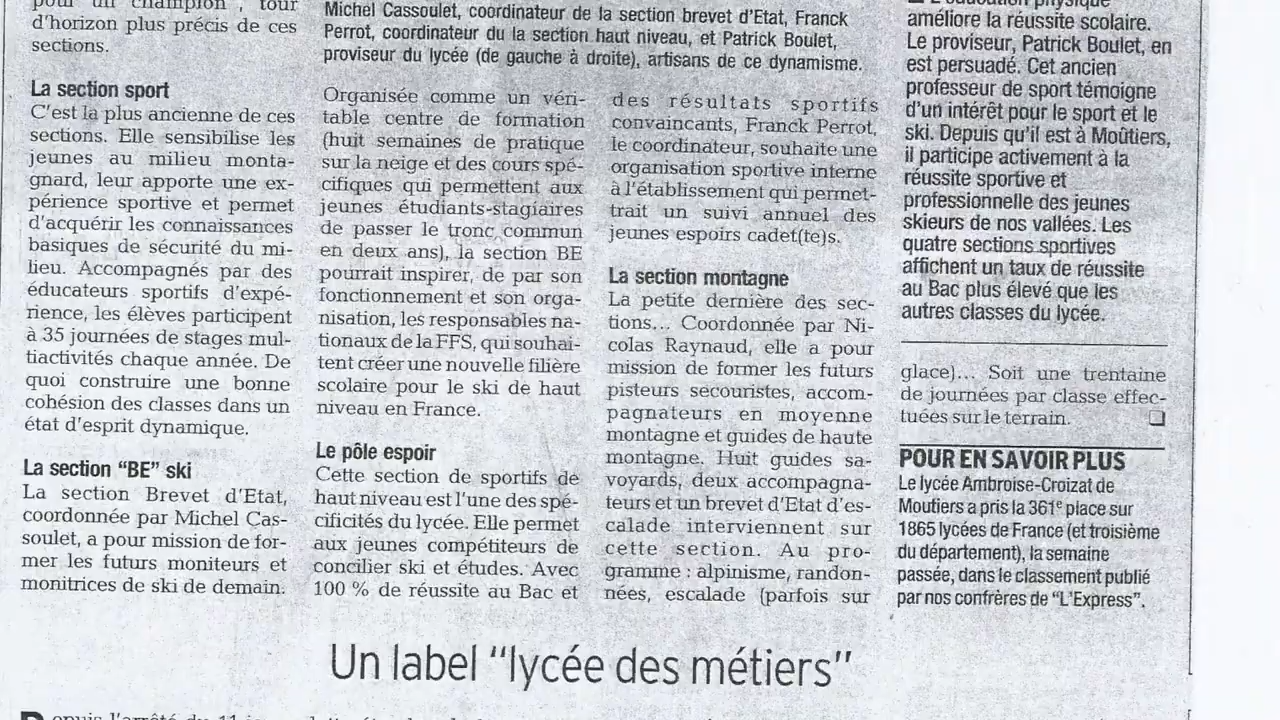 pour un champion", tour
d'horizon plus précis de ces
sections.
La section sport
C'est la plus ancienne de ces
sections. Elle sensibilise les
jeunes au milieu monta-
gnard, leur apporte une ex-
périence sportive et permet
d'acquérir les connaissances
basiques de sécurité du mi-
lieu. Accompagnés par des
éducateurs sportifs d'expé-
rience, les élèves participent
à 35 journées de stages mul-
tiactivités chaque année. De
quoi construire une bonne
cohésion des classes dans un
état d'esprit dynamique.
La section "BE" ski
La section Brevet d'Etat,
coordonnée par Michel Cas-
soulet, a pour mission de for-
mer les futurs moniteurs et
monitrices de ski de demain.
Michel Cassoulet, coordinateur de la section brevet d'Etat, Franck
Perrot, coordinateur du la section haut niveau, et Patrick Boulet,
proviseur du lycée (de gauche à droite), artisans de ce dynamisme.
Organisée comme un véri-
table centre de formation
(huit semaines de pratique
sur la neige et des cours spé-
cifiques qui permettent aux
jeunes étudiants-stagiaires
de passer le tronc commun
en deux ans), la section BE
pourrait inspirer, de par son
fonctionnement et son orga-
nisation, les responsables na-
tionaux de la FFS, qui souhai-
tent créer une nouvelle filière
scolaire pour le ski de haut
niveau en France.
Le pôle espoir
Cette section de sportifs de
haut niveau est l'une des spé-
cificités du lycée. Elle permet
aux jeunes compétiteurs de
concilier ski et études. Avec
100 % de réussite au Bac et
des résultats sportifs
convaincants, Franck Perrot,
le coordinateur, souhaite une
organisation sportive interne
à l'établissement qui permet-
trait un suivi annuel des
jeunes espoirs cadet(te)s.
La section montagne
La petite dernière des sec-
tions... Coordonnée par Ni-
colas Raynaud, elle a pour
mission de former les futurs
pisteurs secouristes, accom-
pagnateurs en moyenne
montagne et guides de haute
montagne. Huit guides sa-
voyards, deux accompagna-
teurs et un brevet d'Etat d'es-
calade interviennent sur
cette section. Au pro-
gramme : alpinisme, randon-
nées, escalade (parfois sur
L'éducation physique
améliore la réussite scolaire.
Le proviseur, Patrick Boulet, en
est persuadé. Cet ancien
professeur de sport témoigne
d'un intérêt pour le sport et le
ski. Depuis qu'il est à Moûtiers,
il participe activement à la
réussite sportive et
professionnelle des jeunes
skieurs de nos vallées. Les
quatre sections sportives
affichent un taux de réussite
au Bac plus élevé que les
autres classes du lycée.
glace)... Soit une trentaine
de journées par classe effec-
tuées sur le terrain.
POUR EN SAVOIR PLUS
Le lycée Ambroise-Croizat de
Moutiers a pris la 361e place sur
1865 lycées de France (et troisième
du département), la semaine
passée, dans le classement publié
par nos confrères de "L'Express".
Un label "lycée des métiers"
Depuis l'arrêté du 11